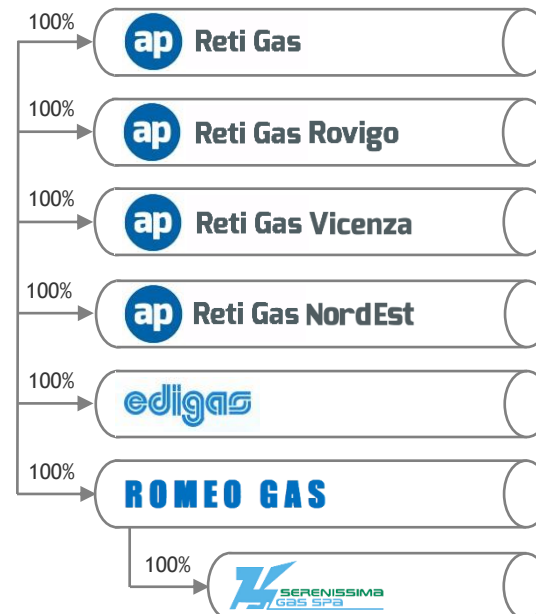 100%
ap Reti Gas
100%
ap Reti Gas Rovigo
100%
ap Reti Gas Vicenza
100%
ap Reti Gas NordEst
100%
edigas
100%
ROMEO GAS
100%
SERENISSIMA
GAS SPA